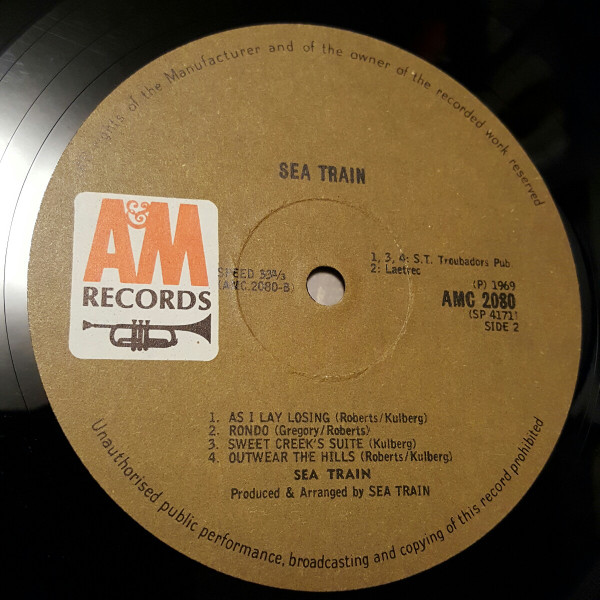 rights of the Manufacturer and of the owner of the recorded work reserved
SEA TRAIN
A&M
RECORDS
SPEED 33⅓
(AMC.2080-B)
1, 3, 4: S.T. Troubadors Pub.
2: Laetrec
(P) 1969
AMC 2080
(SP 4171)
SIDE 2
1. AS I LAY LOSING (Roberts/Kulberg)
2. RONDO (Gregory/Roberts)
3. SWEET CREEK'S SUITE (Kulberg)
4. OUTWEAR THE HILLS (Roberts/Kulberg)
SEA TRAIN
Produced & Arranged by SEA TRAIN
Unauthorised public performance, broadcasting and copying of this record prohibited